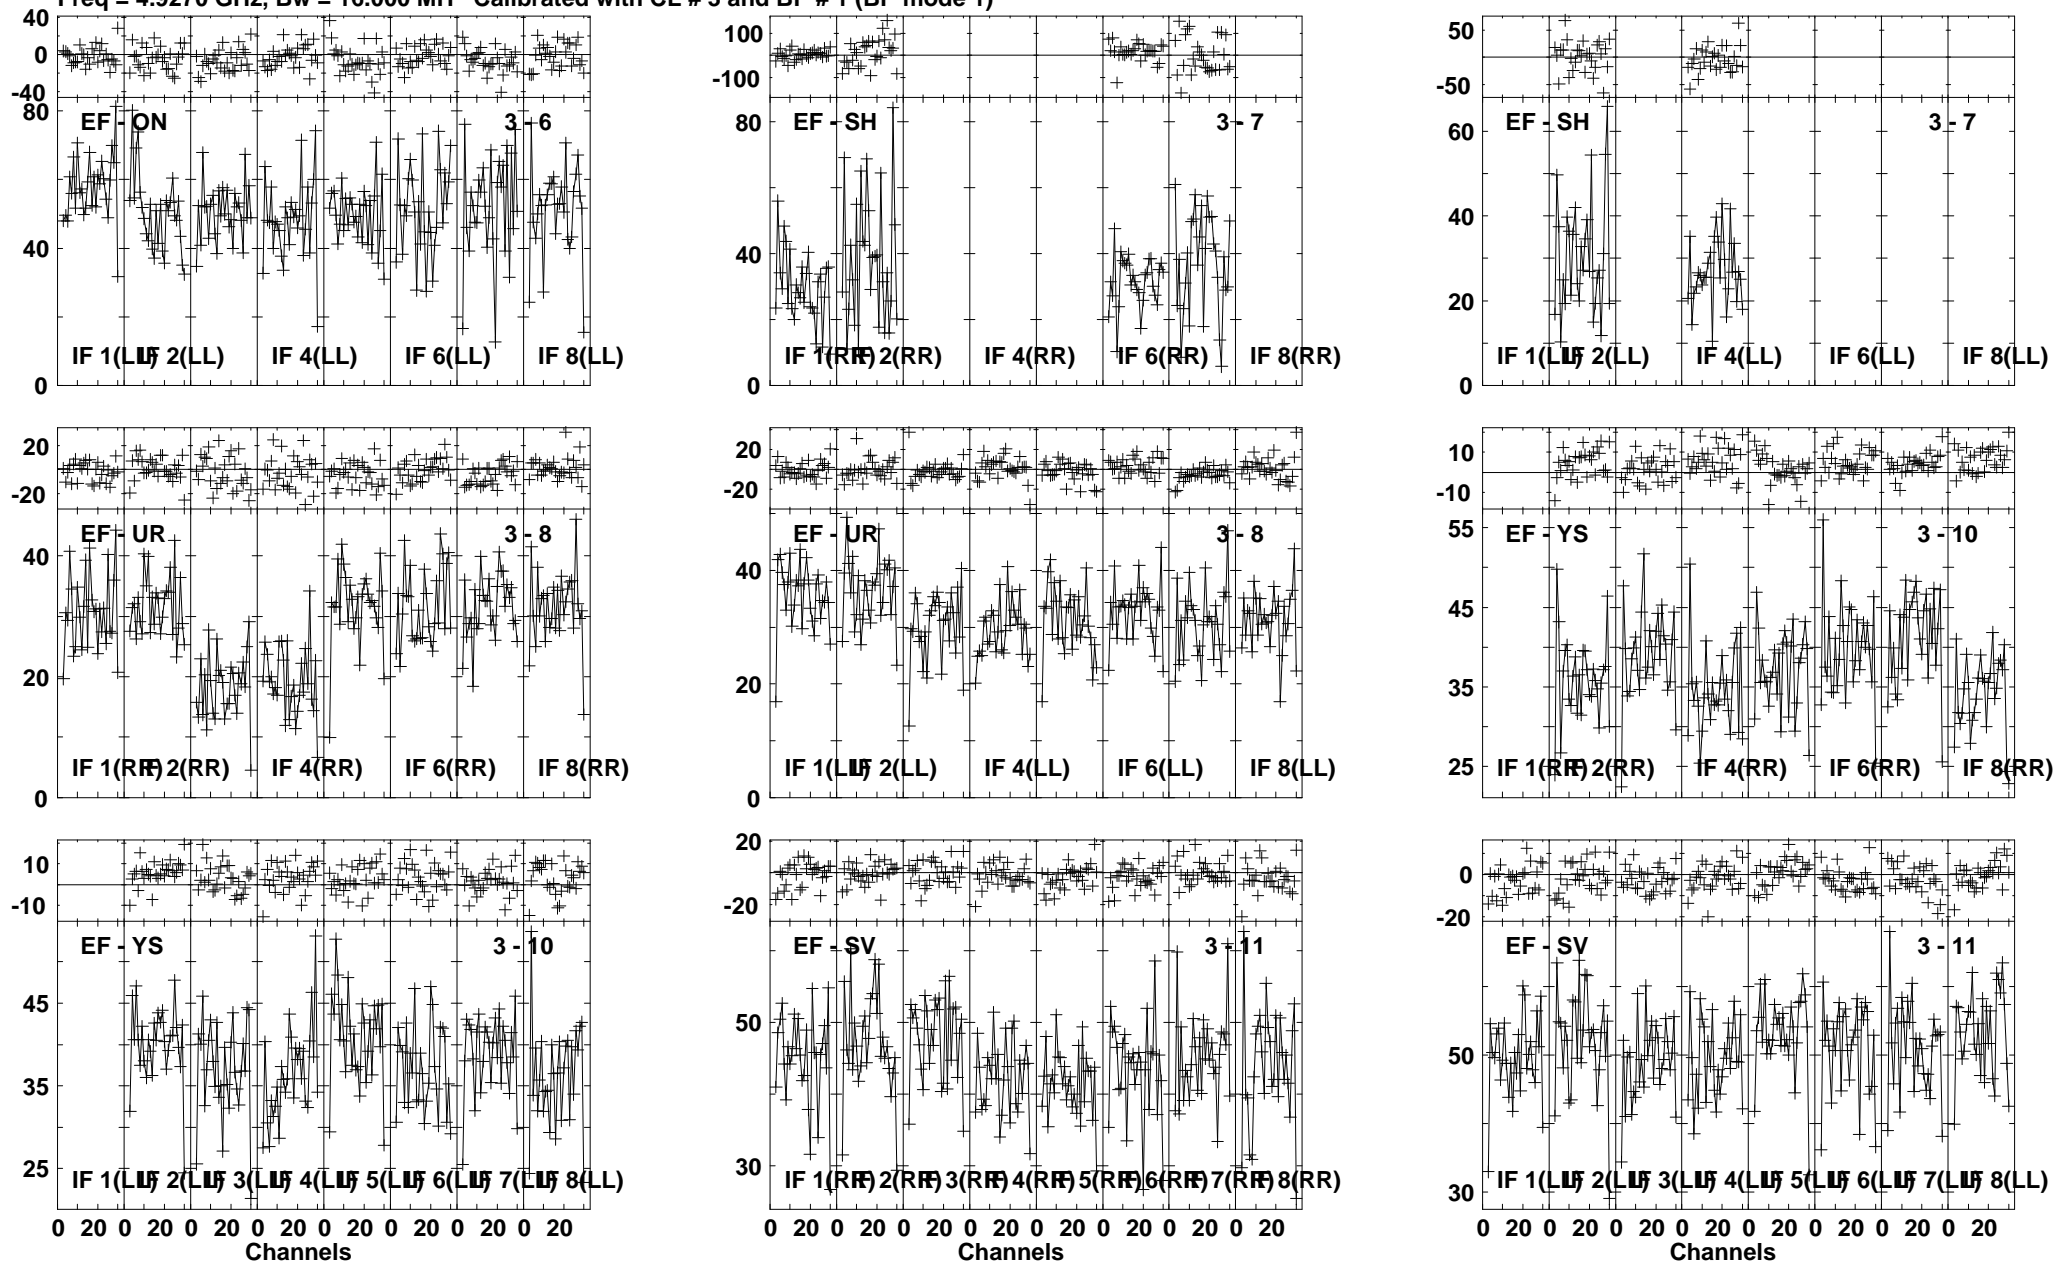 Freq = 4.9270 GHz, Bw = 16.000 MH Calibrated with CL # 3 and BP # 1 (BP mode 1)
40
0
-40
100
-100
50
-50
80
40
0
EF - ON
3 - 6
IF 1(LL)
IF 2(LL)
IF 4(LL)
IF 6(LL)
IF 8(LL)
80
40
0
EF - SH
3 - 7
IF 1(RR)
IF 2(RR)
IF 4(RR)
IF 6(RR)
IF 8(RR)
60
40
20
0
EF - SH
3 - 7
IF 1(LL)
IF 2(LL)
IF 4(LL)
IF 6(LL)
IF 8(LL)
20
-20
20
-20
10
-10
40
20
0
EF - UR
3 - 8
IF 1(RR)
IF 2(RR)
IF 4(RR)
IF 6(RR)
IF 8(RR)
40
20
0
EF - UR
3 - 8
IF 1(LL)
IF 2(LL)
IF 4(LL)
IF 6(LL)
IF 8(LL)
55
45
35
25
EF - YS
3 - 10
IF 1(RR)
IF 2(RR)
IF 4(RR)
IF 6(RR)
IF 8(RR)
10
-10
20
-20
0
-20
45
35
25
EF - YS
3 - 10
IF 1(LL)
IF 2(LL)
IF 3(LL)
IF 4(LL)
IF 5(LL)
IF 6(LL)
IF 7(LL)
IF 8(LL)
0 20 0 20 0 20 0 20 0 20 0 20 0 20 0 20
Channels
50
30
EF - SV
3 - 11
IF 1(RR)
IF 2(RR)
IF 3(RR)
IF 4(RR)
IF 5(RR)
IF 6(RR)
IF 7(RR)
IF 8(RR)
0 20 0 20 0 20 0 20 0 20 0 20 0 20 0 20
Channels
50
30
EF - SV
3 - 11
IF 1(LL)
IF 2(LL)
IF 3(LL)
IF 4(LL)
IF 5(LL)
IF 6(LL)
IF 7(LL)
IF 8(LL)
0 20 0 20 0 20 0 20 0 20 0 20 0 20 0 20
Channels